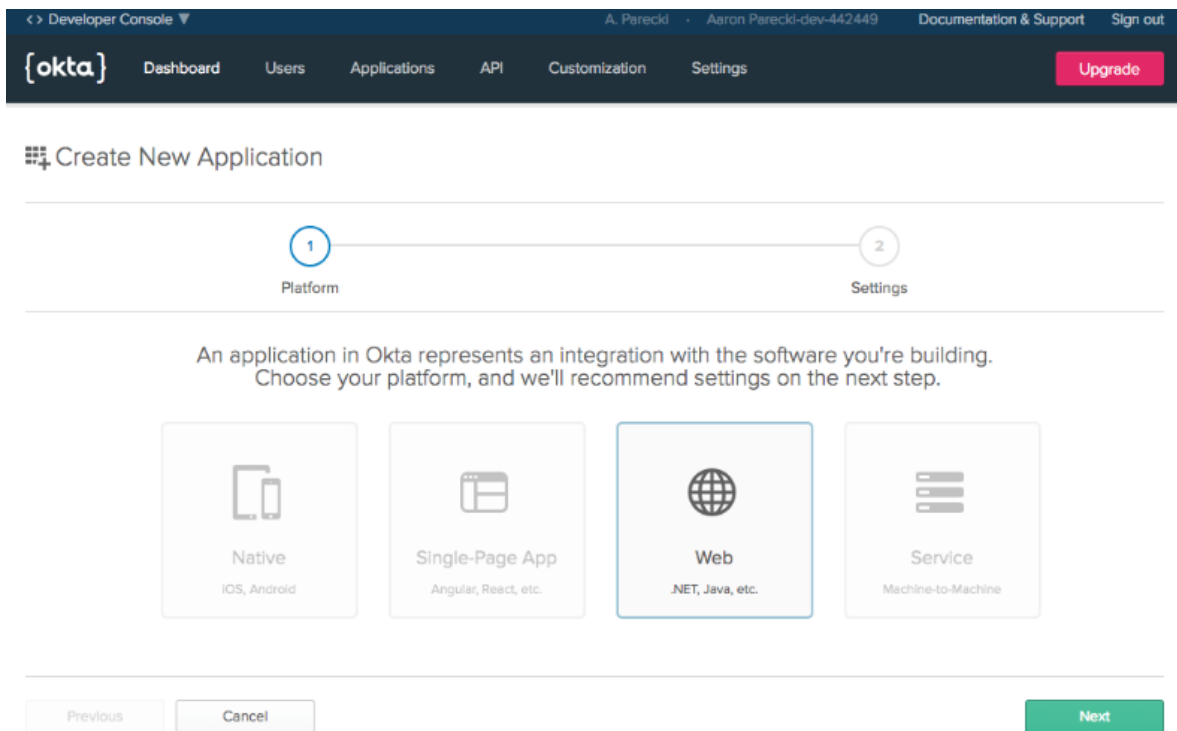 <> Developer Console ▼ A. Parecki · Aaron Parecki-dev-442449 Documentation & Support Sign out
{okta} Dashboard Users Applications API Customization Settings Upgrade
Create New Application
1 2
Platform Settings
An application in Okta represents an integration with the software you're building.
Choose your platform, and we'll recommend settings on the next step.
Native Single-Page App Web Service
iOS, Android Angular, React, etc. .NET, Java, etc. Machine-to-Machine
Previous Cancel Next